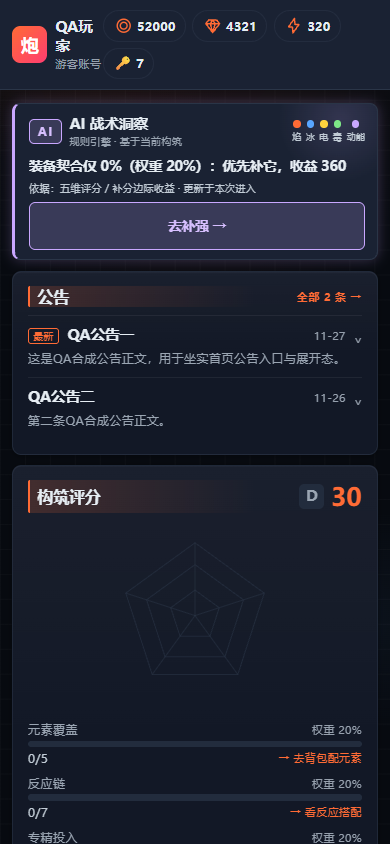 炮
QA玩家
游客账号
52000
4321
320
7
AI
AI 战术洞察
规则引擎 · 基于当前构筑
焰 冰 电 毒 动能
装备契合仅 0%（权重 20%）：优先补它，收益 360
依据：五维评分 / 补分边际收益 · 更新于本次进入
去补强 →
公告
全部 2 条 →
最新 QA公告一
11-27
这是QA合成公告正文，用于坐实首页公告入口与展开态。
QA公告二
11-26
第二条QA合成公告正文。
构筑评分
D 30
元素覆盖
权重 20%
0/5
→ 去背包配元素
反应链
权重 20%
0/7
→ 看反应搭配
专精投入
权重 20%